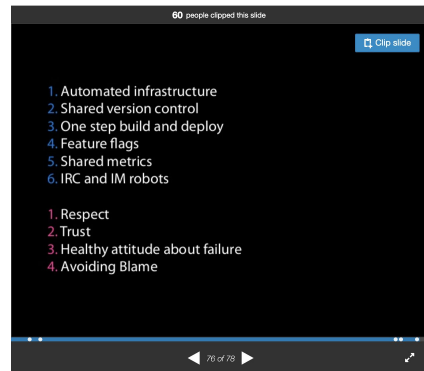 60 people clipped this slide
Clip slide
1. Automated infrastructure
2. Shared version control
3. One step build and deploy
4. Feature flags
5. Shared metrics
6. IRC and IM robots
1. Respect
2. Trust
3. Healthy attitude about failure
4. Avoiding Blame
76 of 78